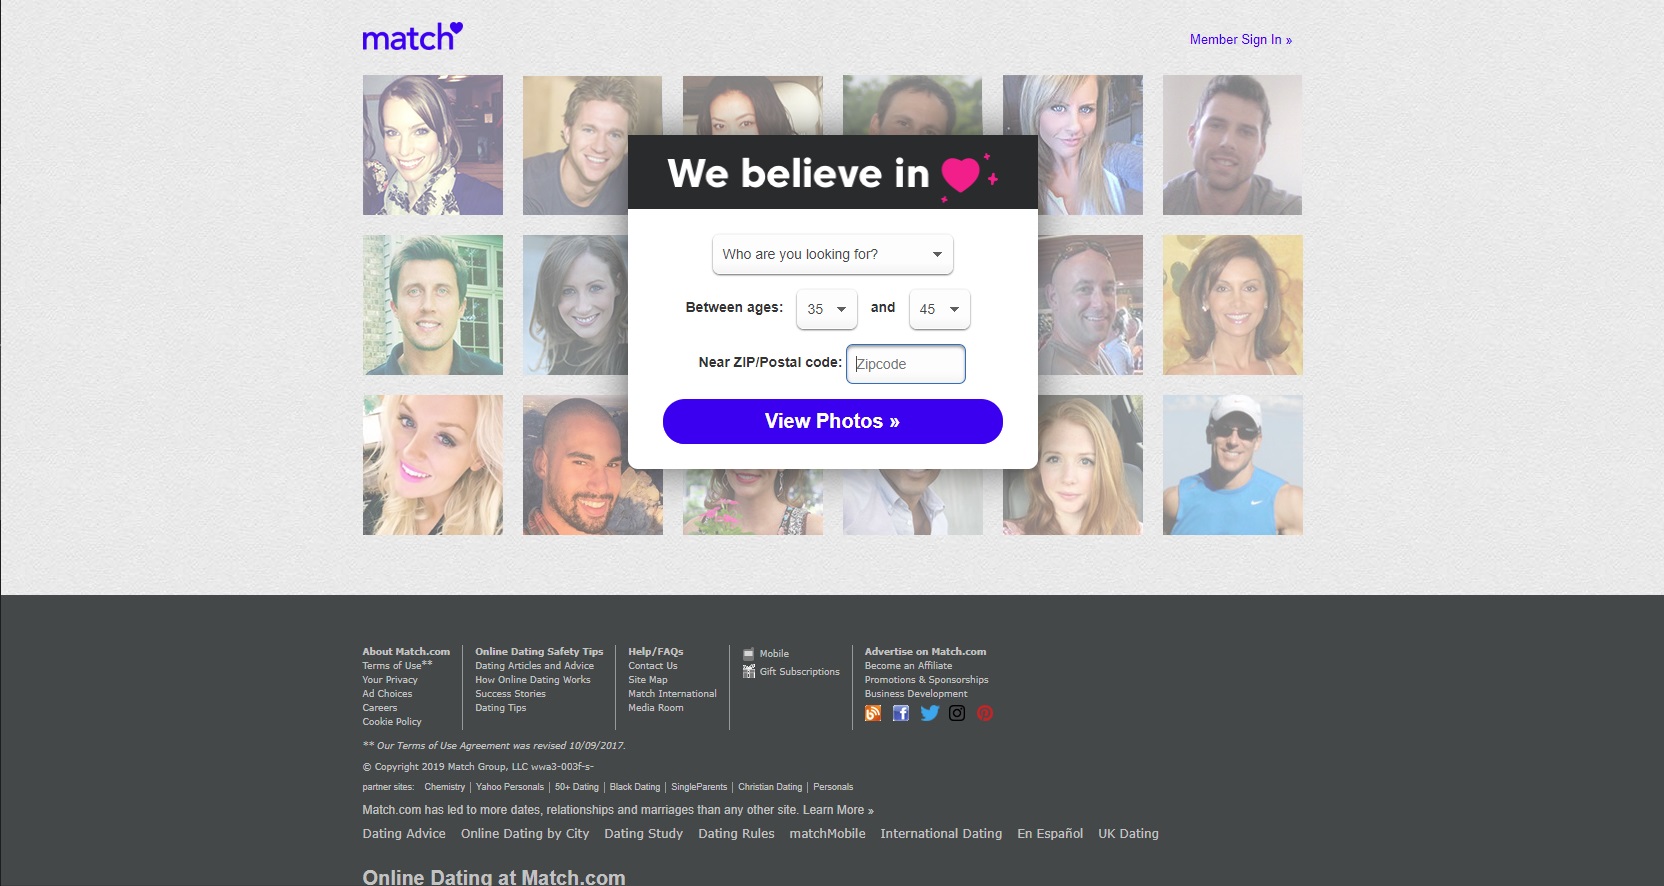 match
Member Sign In »
We believe in
Who are you looking for?
Between ages: 35 and 45
Near ZIP/Postal code: Zipcode
View Photos »
About Match.com
Terms of Use**
Your Privacy
Ad Choices
Careers
Cookie Policy
Online Dating Safety Tips
Dating Articles and Advice
How Online Dating Works
Success Stories
Dating Tips
Help/FAQs
Contact Us
Site Map
Match International
Media Room
Mobile
Gift Subscriptions
Advertise on Match.com
Become an Affiliate
Promotions & Sponsorships
Business Development
** Our Terms of Use Agreement was revised 10/09/2017.
© Copyright 2019 Match Group, LLC wwa3-003f-s-
partner sites: Chemistry | Yahoo Personals | 50+ Dating | Black Dating | SingleParents | Christian Dating | Personals
Match.com has led to more dates, relationships and marriages than any other site. Learn More »
Dating Advice Online Dating by City Dating Study Dating Rules matchMobile International Dating En Español UK Dating
Online Dating at Match.com